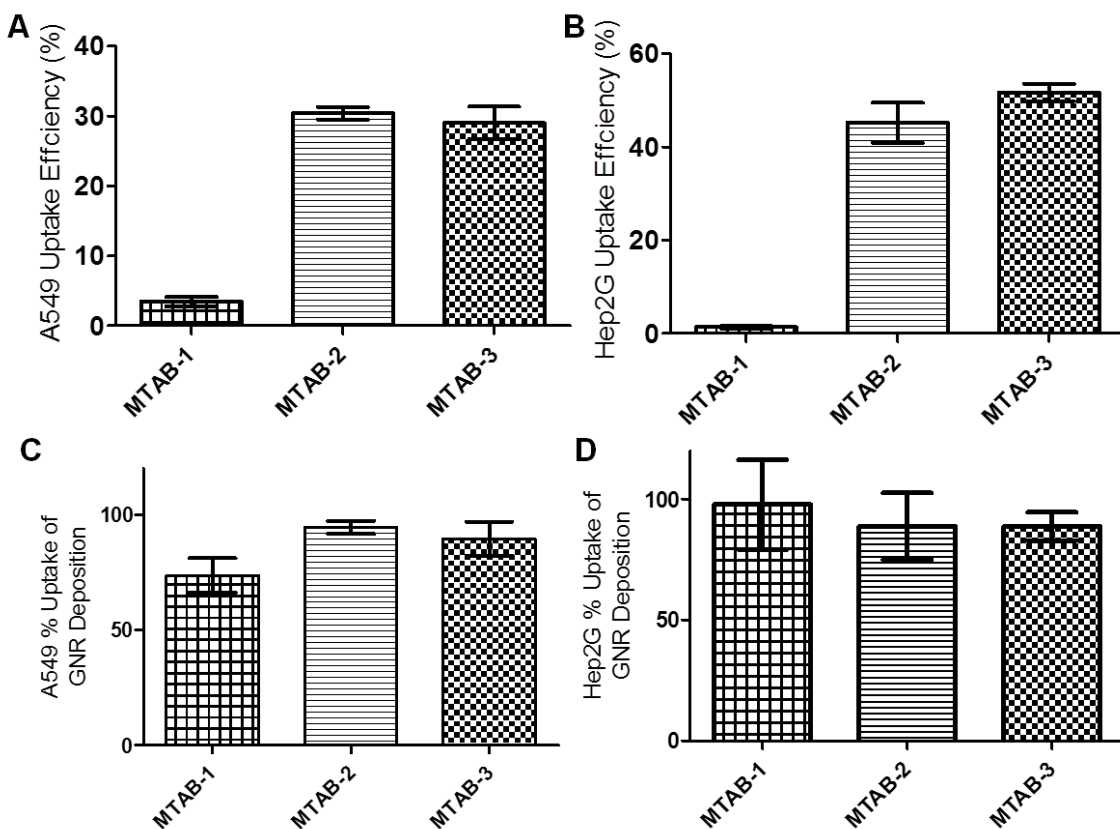 A
A549 Uptake Effciency (%)
40
30
20
10
0
MTAB-1
MTAB-2
MTAB-3
B
Hep2G Uptake Efficiency (%)
60
40
20
0
MTAB-1
MTAB-2
MTAB-3
C
A549 % Uptake of
GNR Deposition
100
50
0
MTAB-1
MTAB-2
MTAB-3
D
Hep2G % Uptake of
GNR Deposition
100
50
0
MTAB-1
MTAB-2
MTAB-3